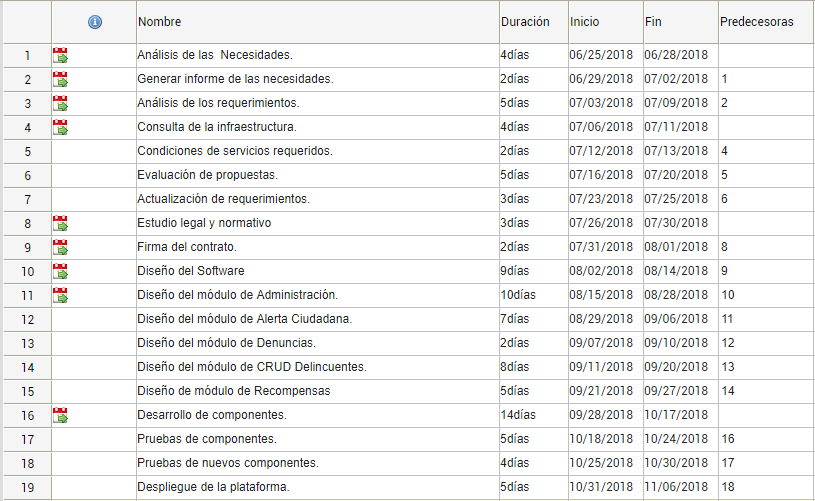 Nombre Duración Inicio Fin Predecesoras
1 Análisis de las  Necesidades. 4días 06/25/2018 06/28/2018
2 Generar informe de las necesidades. 2días 06/29/2018 07/02/2018 1
3 Análisis de los requerimientos. 5días 07/03/2018 07/09/2018 2
4 Consulta de la infraestructura. 4días 07/06/2018 07/11/2018
5 Condiciones de servicios requeridos. 2días 07/12/2018 07/13/2018 4
6 Evaluación de propuestas. 5días 07/16/2018 07/20/2018 5
7 Actualización de requerimientos. 3días 07/23/2018 07/25/2018 6
8 Estudio legal y normativo 3días 07/26/2018 07/30/2018
9 Firma del contrato. 2días 07/31/2018 08/01/2018 8
10 Diseño del Software 9días 08/02/2018 08/14/2018 9
11 Diseño del módulo de Administración. 10días 08/15/2018 08/28/2018 10
12 Diseño del módulo de Alerta Ciudadana. 7días 08/29/2018 09/06/2018 11
13 Diseño del módulo de Denuncias. 2días 09/07/2018 09/10/2018 12
14 Diseño del módulo de CRUD Delincuentes. 8días 09/11/2018 09/20/2018 13
15 Diseño de módulo de Recompensas 5días 09/21/2018 09/27/2018 14
16 Desarrollo de componentes. 14días 09/28/2018 10/17/2018
17 Pruebas de componentes. 5días 10/18/2018 10/24/2018 16
18 Pruebas de nuevos componentes. 4días 10/25/2018 10/30/2018 17
19 Despliegue de la plataforma. 5días 10/31/2018 11/06/2018 18